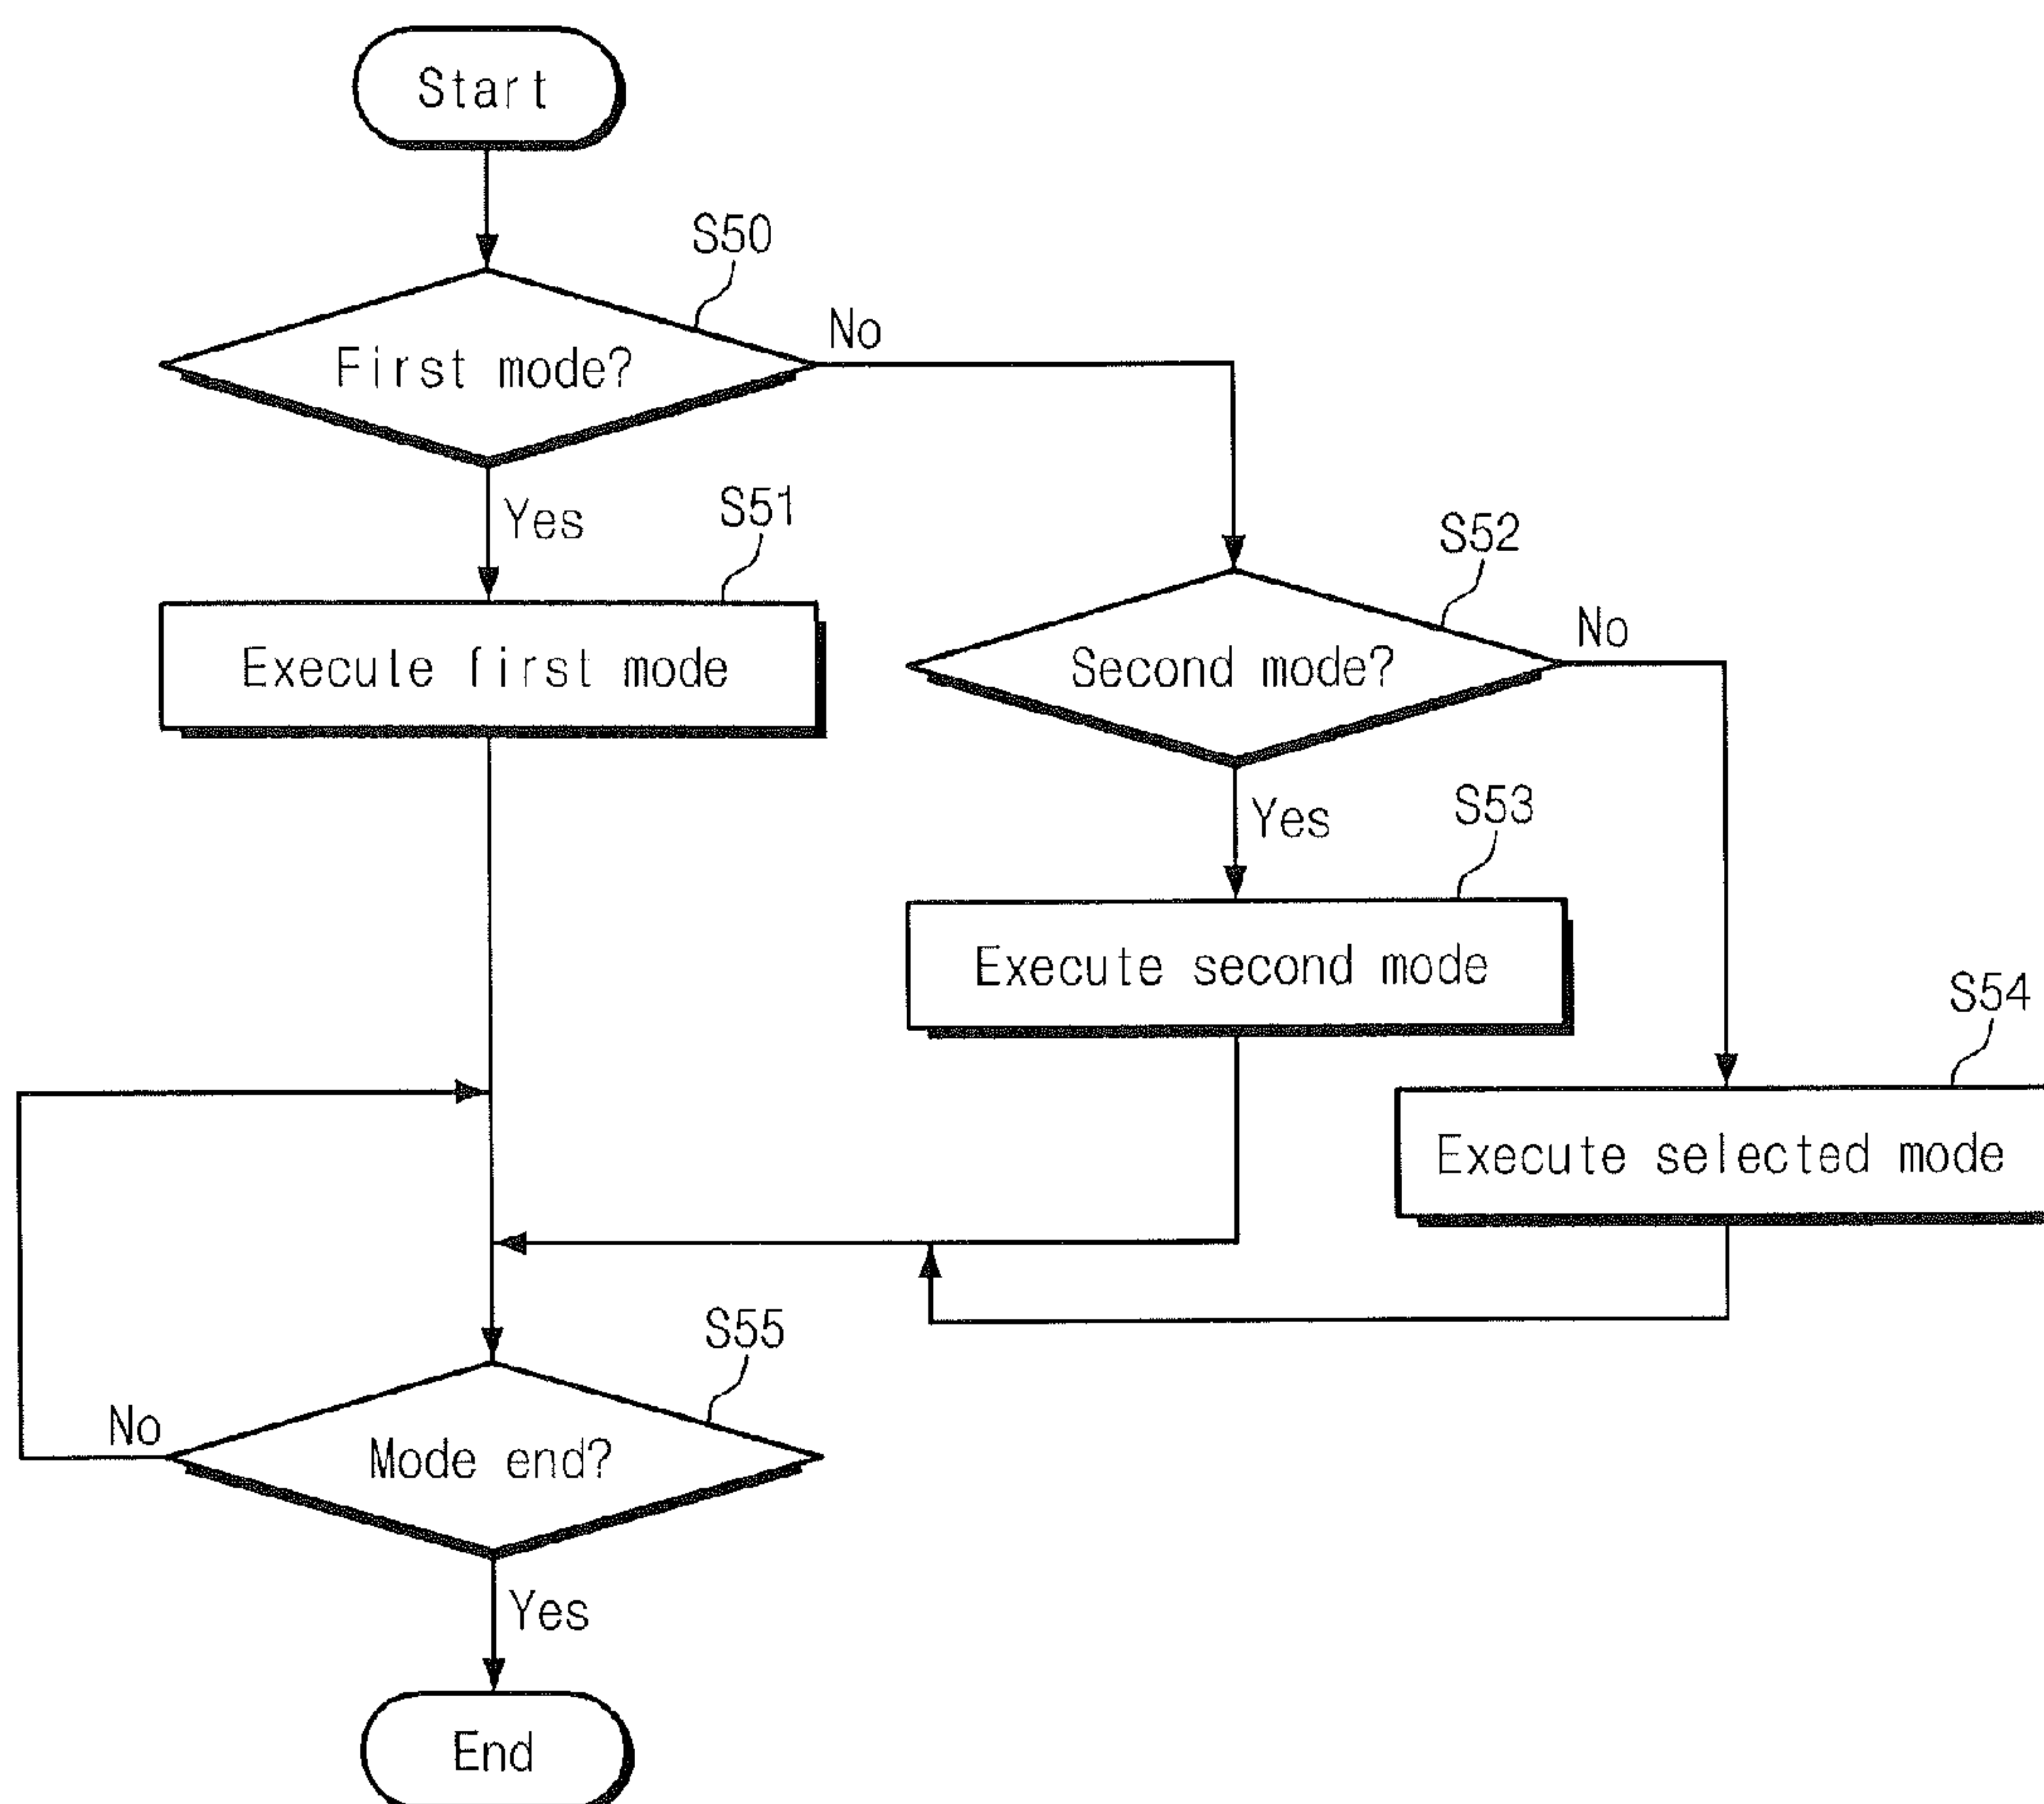 Start
S50
First mode?
No
Yes
S51
Execute first mode
S52
Second mode?
No
Yes
S53
Execute second mode
S54
Execute selected mode
S55
Mode end?
No
Yes
End